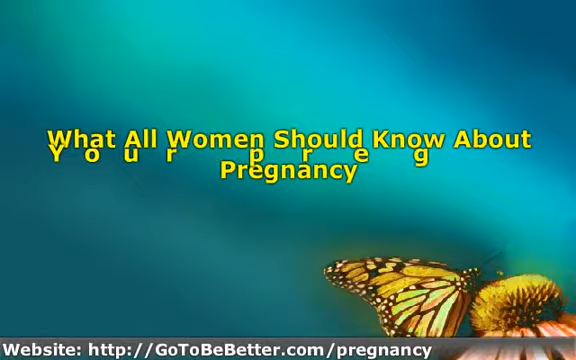 What All Women Should Know About
Y o u r p r e g
Pregnancy
Website: http://GoToBeBetter.com/pregnancy